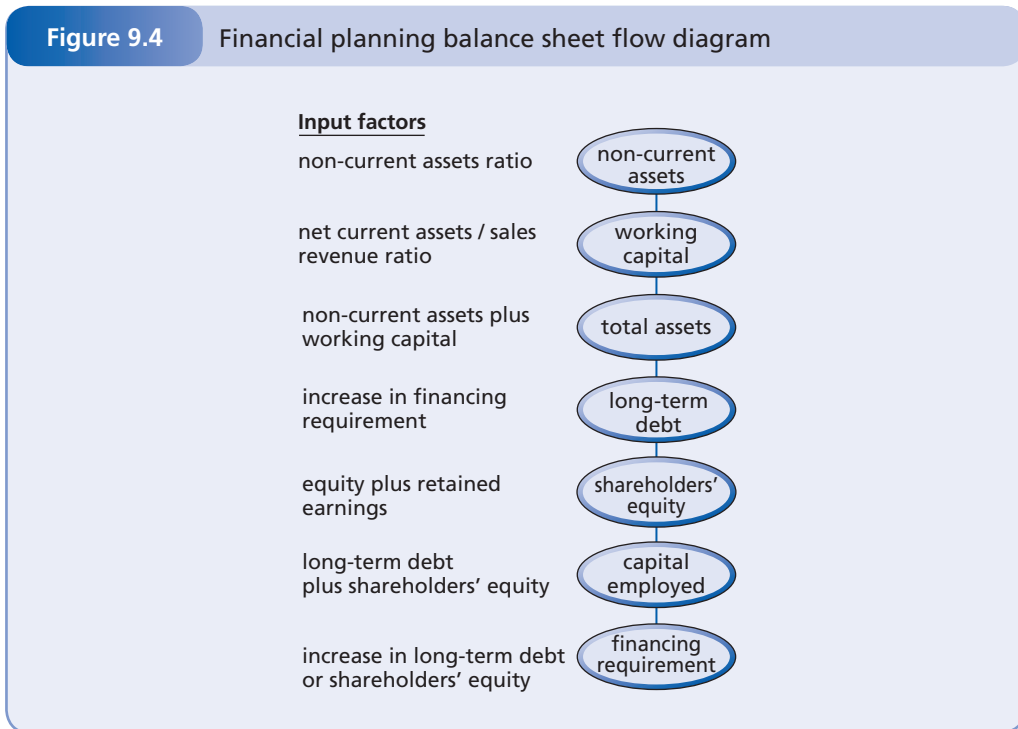 Figure 9.4 Financial planning balance sheet flow diagram
Input factors
non-current assets ratio
non-current
assets
net current assets / sales
revenue ratio
working
capital
non-current assets plus
working capital
total assets
increase in financing
requirement
long-term
debt
equity plus retained
earnings
shareholders’
equity
long-term debt
plus shareholders’ equity
capital
employed
increase in long-term debt
or shareholders’ equity
financing
requirement